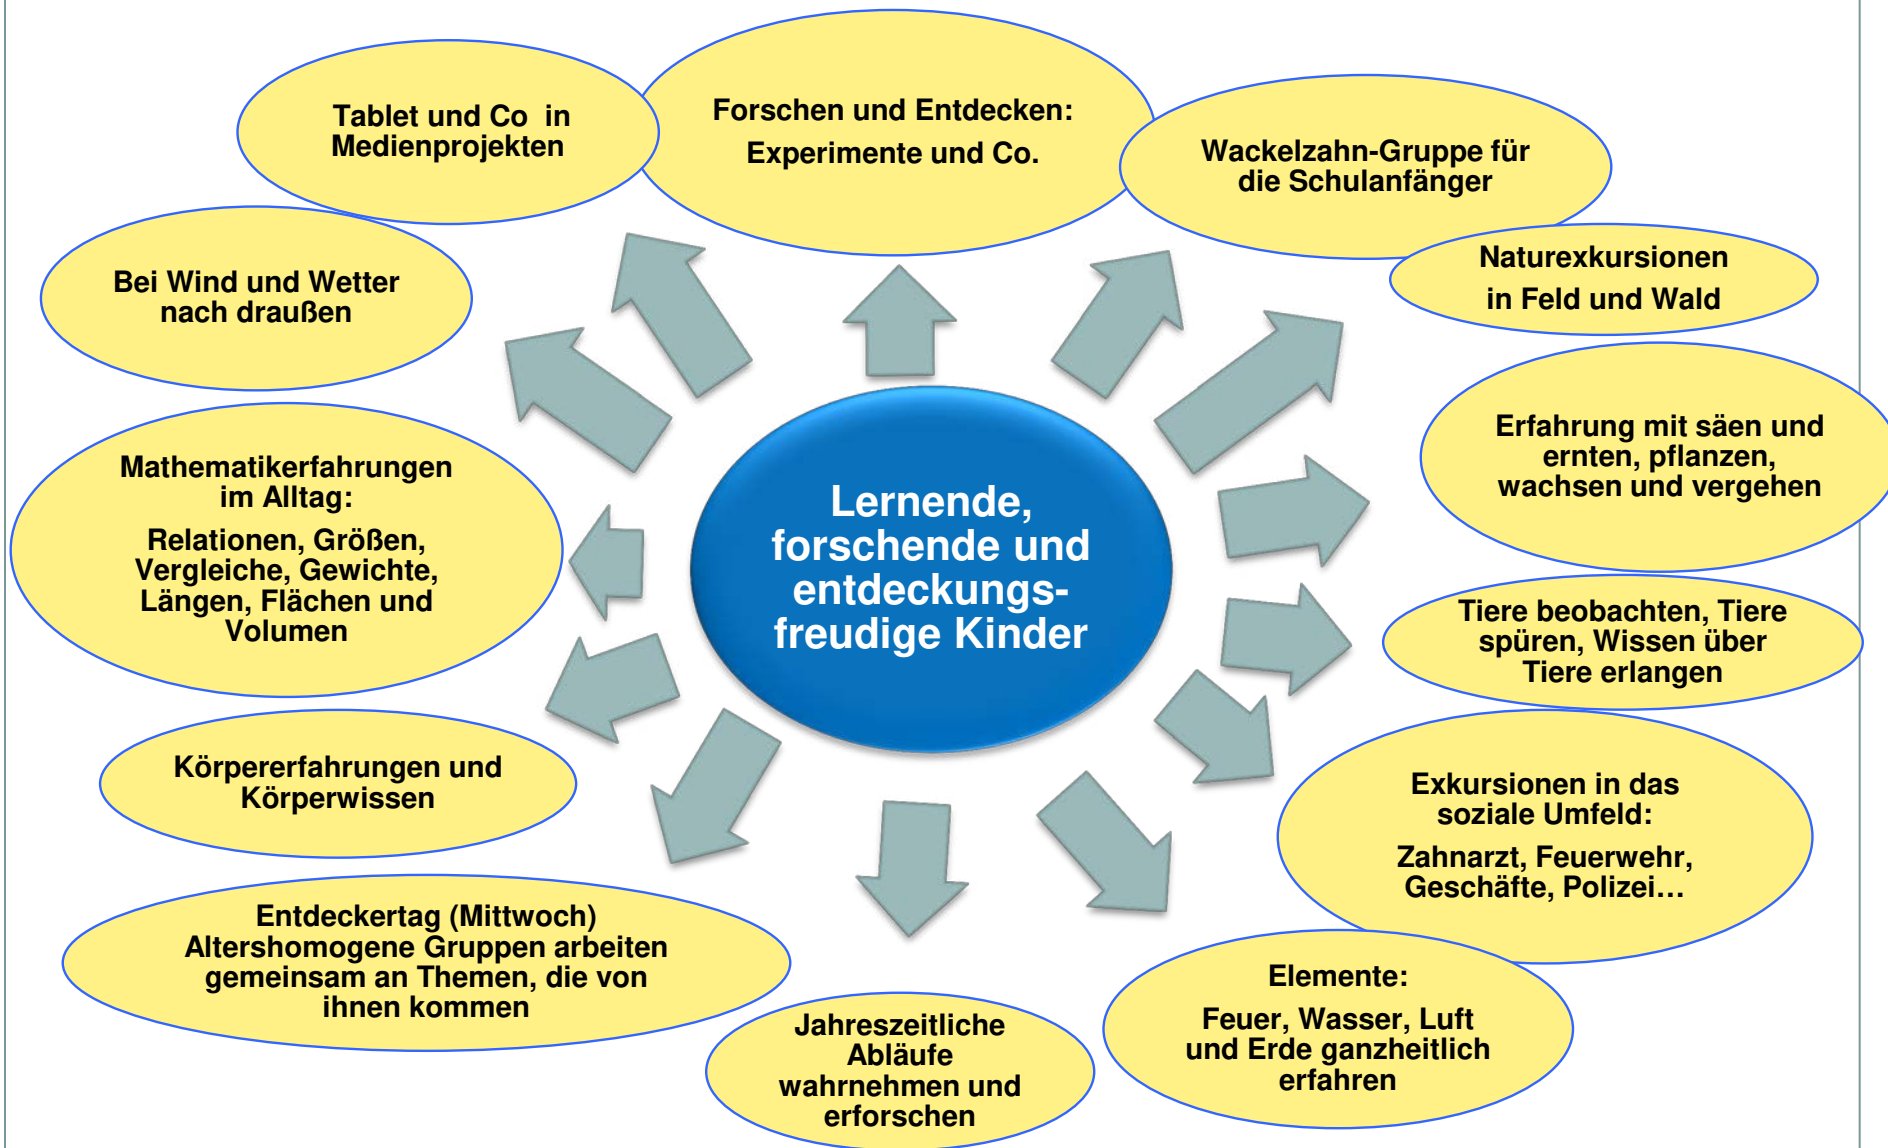 Tablet und Co in
Medienprojekten
Forschen und Entdecken:
Experimente und Co.
Wackelzahn-Gruppe für
die Schulanfänger
Naturexkursionen
in Feld und Wald
Bei Wind und Wetter
nach draußen
Erfahrung mit säen und
ernten, pflanzen,
wachsen und vergehen
Mathematikerfahrungen
im Alltag:
Relationen, Größen,
Vergleiche, Gewichte,
Längen, Flächen und
Volumen
Lernende,
forschende und
entdeckungs-
freudige Kinder
Tiere beobachten, Tiere
spüren, Wissen über
Tiere erlangen
Körpererfahrungen und
Körperwissen
Exkursionen in das
soziale Umfeld:
Zahnarzt, Feuerwehr,
Geschäfte, Polizei…
Entdeckertag (Mittwoch)
Altershomogene Gruppen arbeiten
gemeinsam an Themen, die von
ihnen kommen
Jahreszeitliche
Abläufe
wahrnehmen und
erforschen
Elemente:
Feuer, Wasser, Luft
und Erde ganzheitlich
erfahren